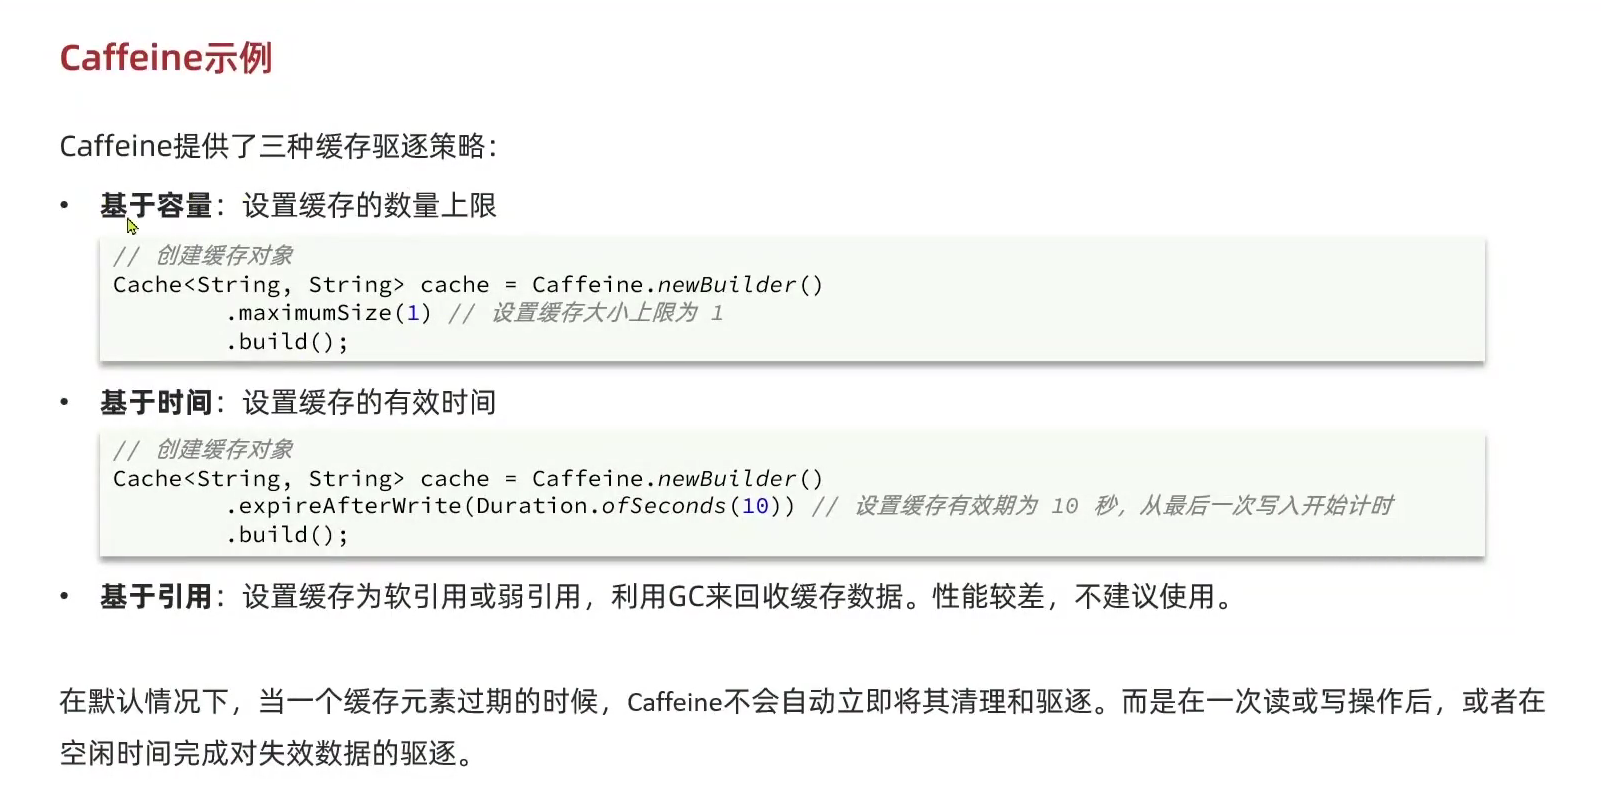 Caffeine示例
Caffeine提供了三种缓存驱逐策略：
• 基于容量：设置缓存的数量上限
// 创建缓存对象
Cache<String, String> cache = Caffeine.newBuilder()
        .maximumSize(1) // 设置缓存大小上限为 1
        .build();
• 基于时间：设置缓存的有效时间
// 创建缓存对象
Cache<String, String> cache = Caffeine.newBuilder()
        .expireAfterWrite(Duration.ofSeconds(10)) // 设置缓存有效期为 10 秒，从最后一次写入开始计时
        .build();
• 基于引用：设置缓存为软引用或弱引用，利用GC来回收缓存数据。性能较差，不建议使用。
在默认情况下，当一个缓存元素过期的时候，Caffeine不会自动立即将其清理和驱逐。而是在一次读或写操作后，或者在
空闲时间完成对失效数据的驱逐。